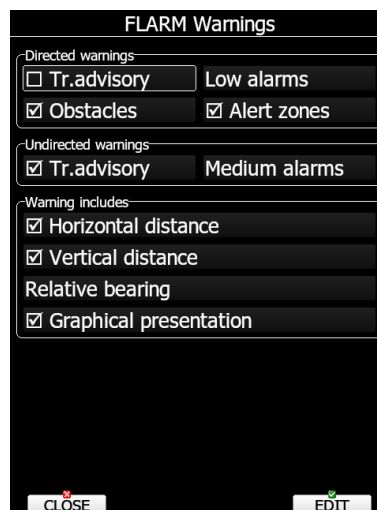 FLARM Warnings
Directed warnings
Tr.advisory Low alarms
Obstacles Alert zones
Undirected warnings
Tr.advisory Medium alarms
Warning includes
Horizontal distance
Vertical distance
Relative bearing
Graphical presentation
CLOSE EDIT